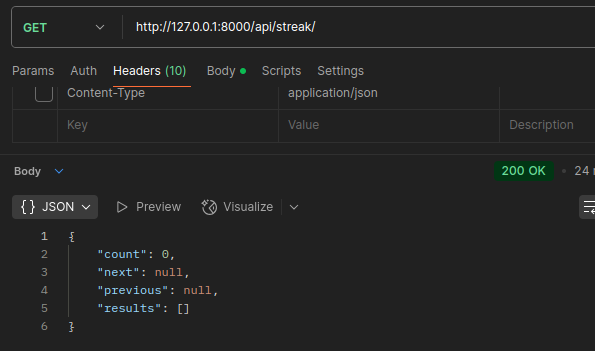 GET http://127.0.0.1:8000/api/streak/
Params Auth Headers (10) Body Scripts Settings
Content-Type application/json
Key Value Description
Body 200 OK 24
{} JSON Preview Visualize
1 {
2 "count": 0,
3 "next": null,
4 "previous": null,
5 "results": []
6 }